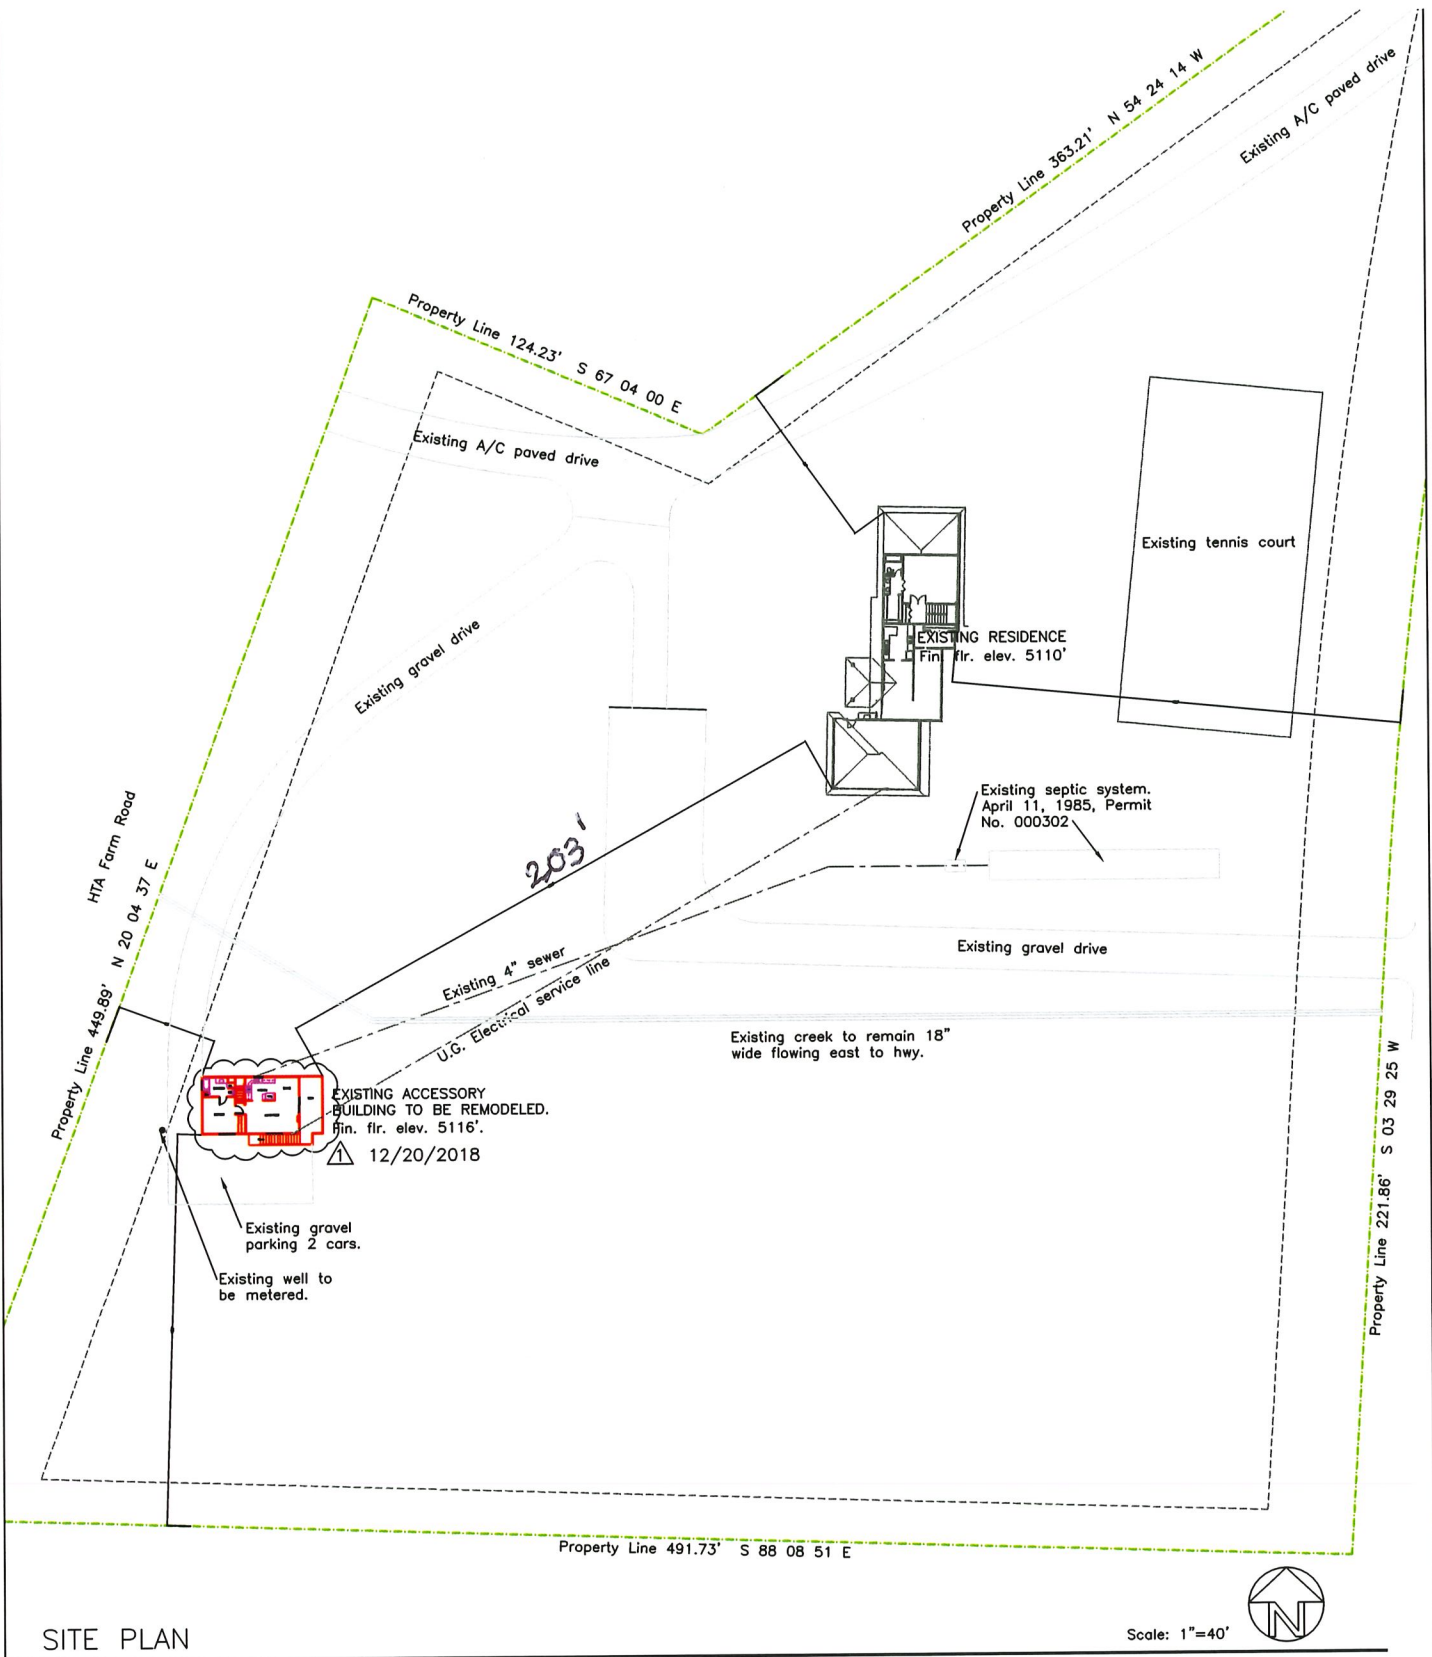 Property Line 363.21' N 54 24 14 W
Existing A/C paved drive
Property Line 124.23' S 67 04 00 E
Existing A/C paved drive
Existing tennis court
Existing gravel drive
EXISTING RESIDENCE
Fin. flr. elev. 5110'
HTA Farm Road
203'
Existing septic system.
April 11, 1985, Permit
No. 000302
Property Line 449.89' N 20 04 37 E
Existing 4" sewer
U.G. Electrical service line
Existing gravel drive
Existing creek to remain 18"
wide flowing east to hwy.
EXISTING ACCESSORY
BUILDING TO BE REMODELED.
Fin. flr. elev. 5116'.
1 12/20/2018
Existing gravel
parking 2 cars.
Existing well to
be metered.
Property Line 221.86' S 03 29 25 W
Property Line 491.73' S 88 08 51 E
SITE PLAN
Scale: 1"=40'
N